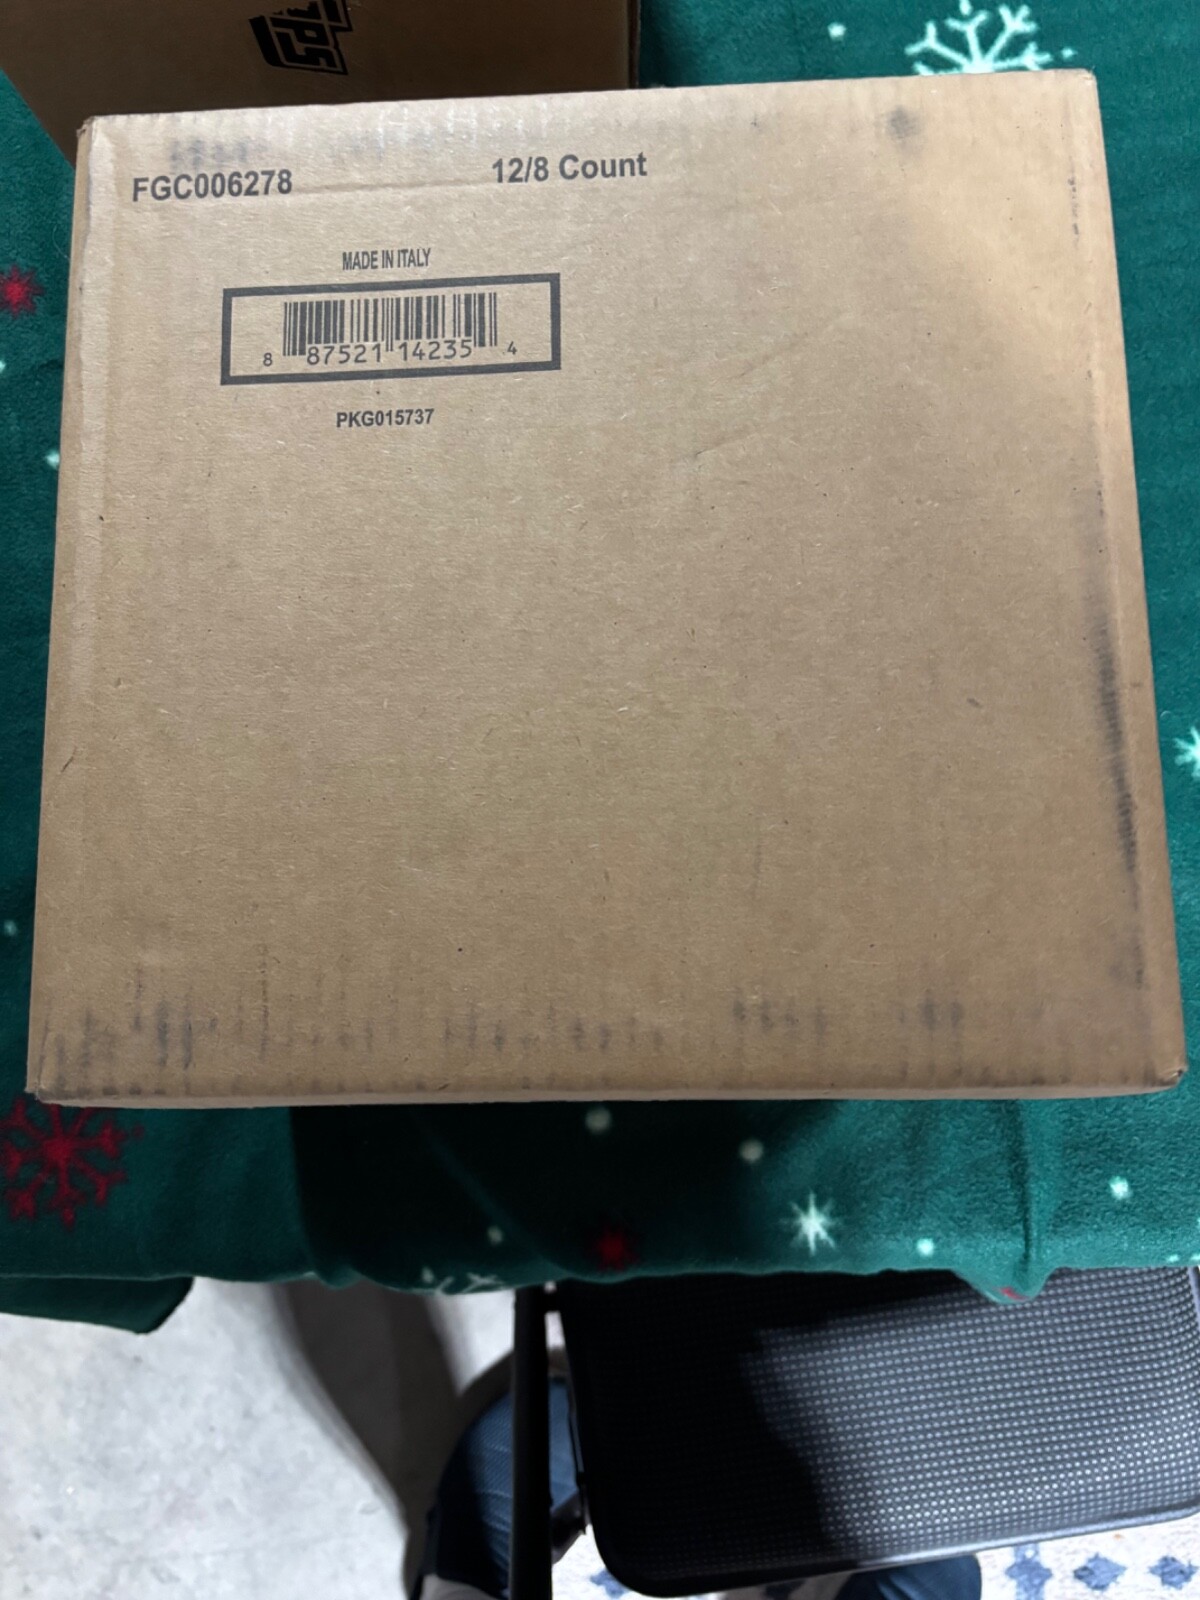 FGC006278
12/8 Count
MADE IN ITALY
8 87521 14235 4
PKG015737